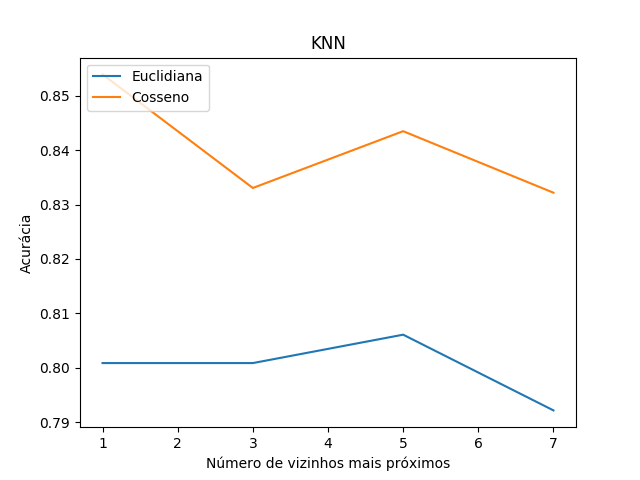 KNN
Euclidiana
Cosseno
0.85
0.84
0.83
0.82
0.81
0.80
0.79
Acurácia
1 2 3 4 5 6 7
Número de vizinhos mais próximos